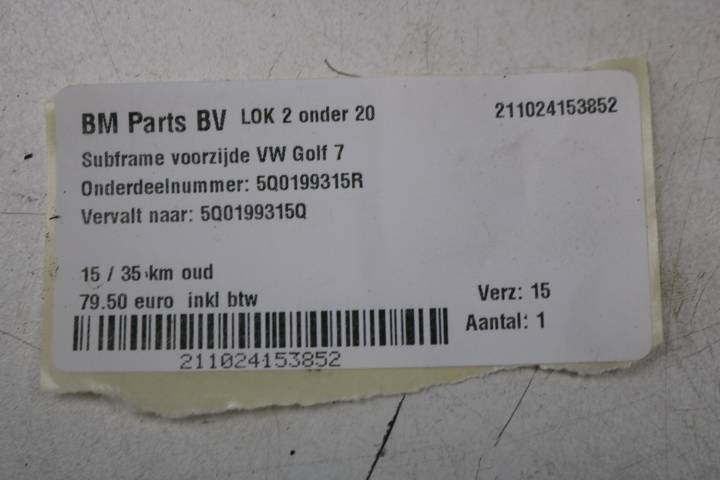 BM Parts BV LOK 2 onder 20 211024153852
Subframe voorzijde VW Golf 7
Onderdeelnummer: 5Q0199315R
Vervalt naar: 5Q0199315Q
15 / 35 km oud
79.50 euro inkl btw Verz: 15
Aantal: 1
211024153852